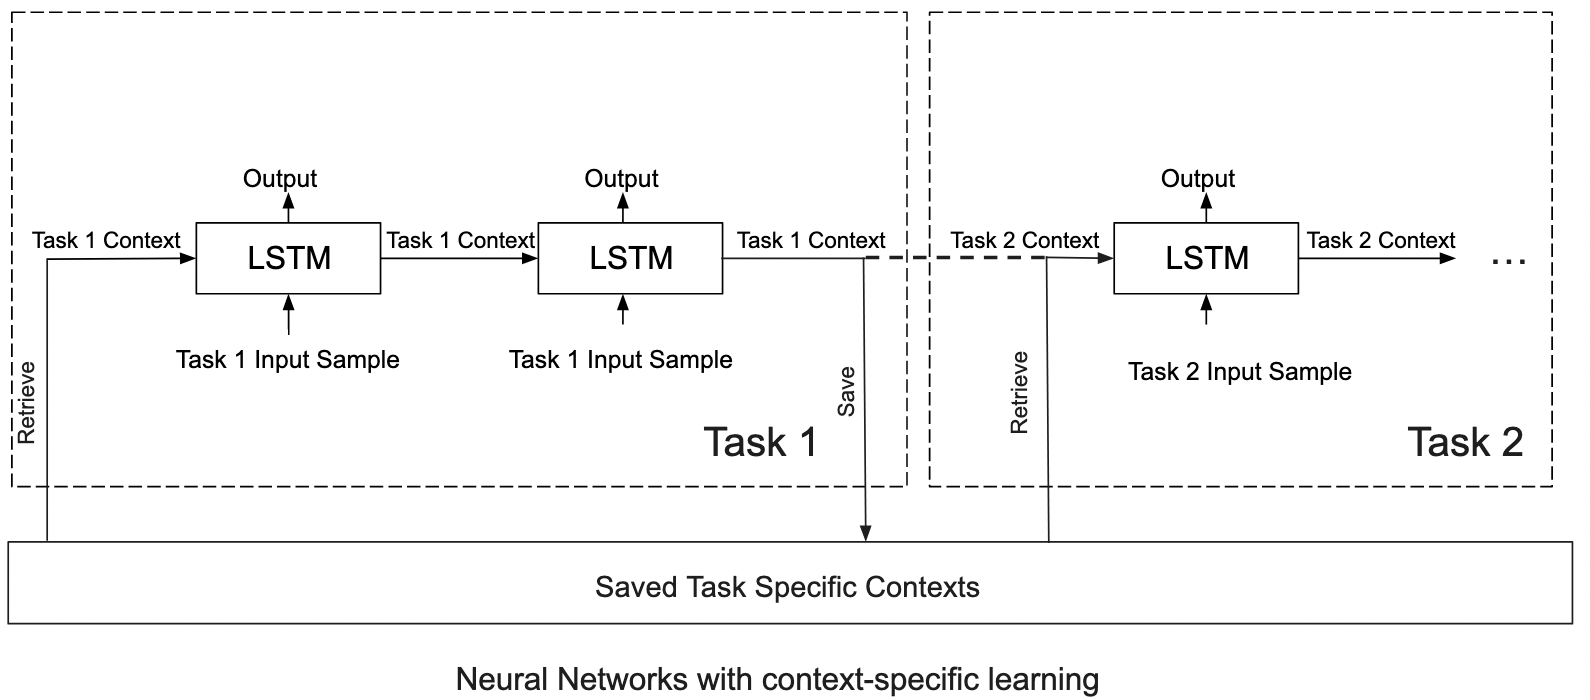 Output
Output
Output
Task 1 Context
LSTM
Task 1 Context
LSTM
Task 1 Context
Task 2 Context
LSTM
Task 2 Context
...
Task 1 Input Sample
Task 1 Input Sample
Task 2 Input Sample
Retrieve
Save
Retrieve
Task 1
Task 2
Saved Task Specific Contexts
Neural Networks with context-specific learning